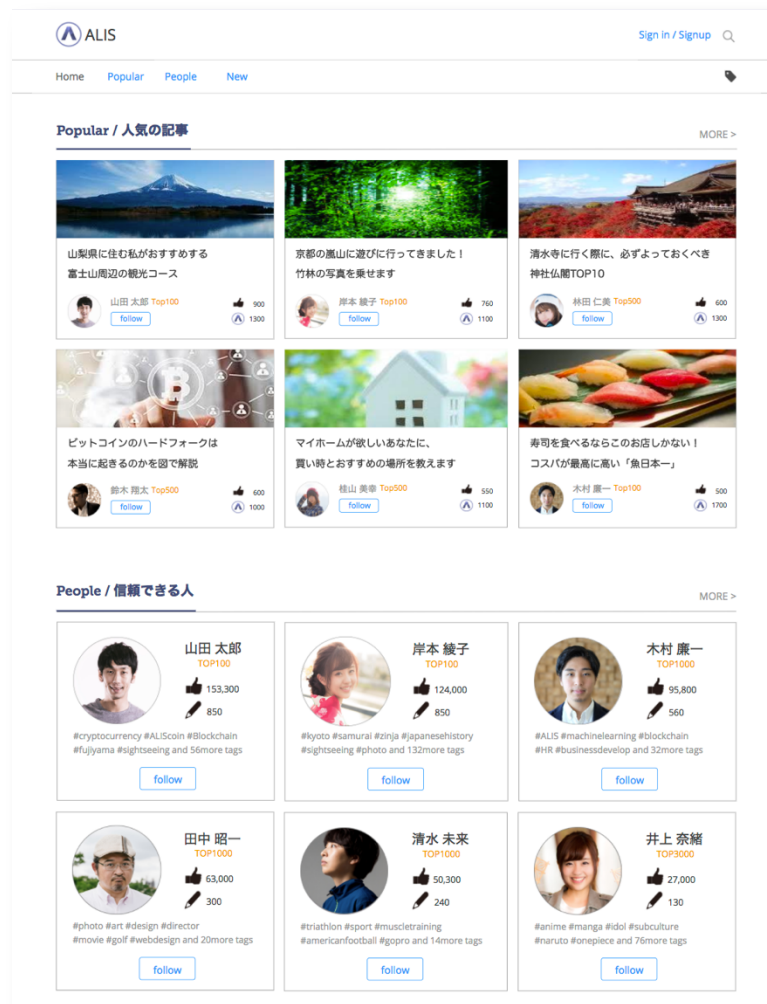 ALIS
Sign in / Signup
Home Popular People New
Popular / 人気の記事
MORE >
山梨県に住む私がおすすめする
富士山周辺の観光コース
山田 太郎 Top100
900
follow
1300
京都の嵐山に遊びに行ってきました！
竹林の写真を乗せます
岸本 綾子 Top100
760
follow
1100
清水寺に行く際に、必ずよっておくべき
神社仏閣TOP10
林田 仁美 Top500
600
follow
1300
ビットコインのハードフォークは
本当に起きるのかを図で解説
鈴木 翔太 Top500
600
follow
1000
マイホームが欲しいあなたに、
買い時とおすすめの場所を教えます
桂山 美幸 Top500
550
follow
1100
寿司を食べるならこのお店しかない！
コスパが最高に高い「魚日本一」
木村 廉一 Top100
500
follow
1700
People / 信頼できる人
MORE >
山田 太郎
TOP100
153,300
850
#cryptocurrency #ALIScoin #Blockchain
#fujiyama #sightseeing and 56more tags
follow
岸本 綾子
TOP100
124,000
850
#kyoto #samurai #zinja #japanesehistory
#sightseeing #photo and 132more tags
follow
木村 廉一
TOP1000
95,800
560
#ALIS #machinelearning #blockchain
#HR #businessdevelop and 32more tags
follow
田中 昭一
TOP1000
63,000
300
#photo #art #design #director
#movie #golf #webdesign and 20more tags
follow
清水 未来
TOP1000
50,300
240
#triathlon #sport #muscletraining
#americanfootball #gopro and 14more tags
follow
井上 奈緒
TOP3000
27,000
130
#anime #manga #idol #subculture
#naruto #onepiece and 76more tags
follow